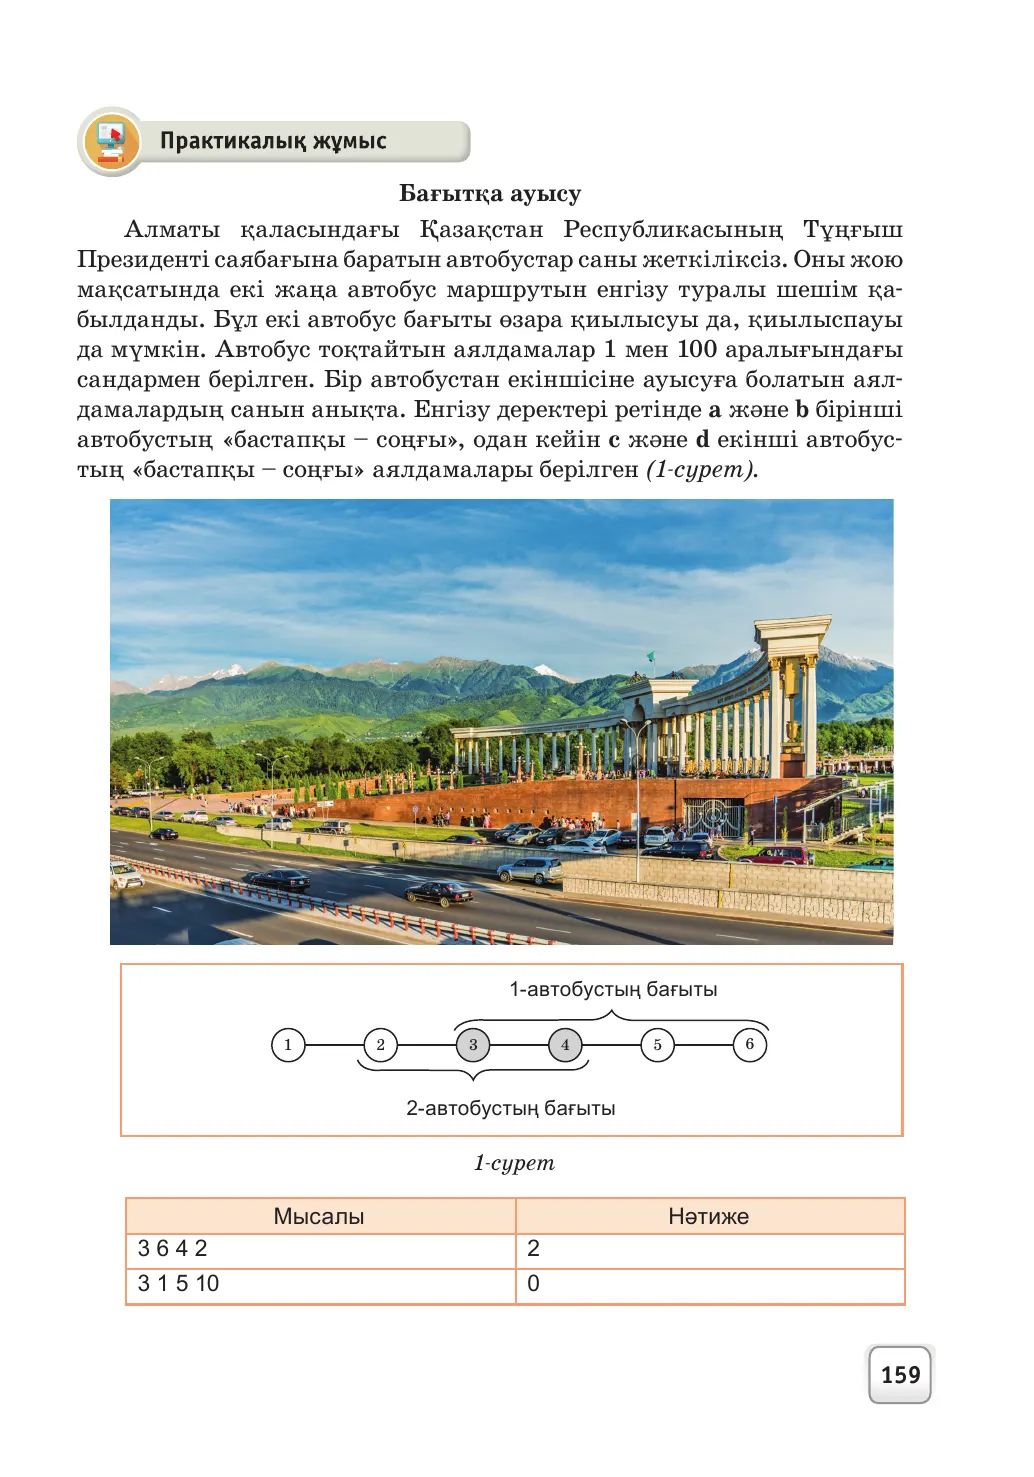 Практикалық жұмыс
Бағытқа ауысу
Алматы қаласындағы Қазақстан Республикасының Тұңғыш
Президенті саябағына баратын автобустар саны жеткіліксіз. Оны жою
мақсатында екі жаңа автобус маршрутын енгізу туралы шешім қа-
былданды. Бұл екі автобус бағыты өзара қиылысуы да, қиылыспауы
да мүмкін. Автобус тоқтайтын аялдамалар 1 мен 100 аралығындағы
сандармен берілген. Бір автобустан екіншісіне ауысуға болатын аял-
дамалардың санын анықта. Енгізу деректері ретінде a және b бірінші
автобустың «бастапқы – соңғы», одан кейін c және d екінші автобус-
тың «бастапқы – соңғы» аялдамалары берілген (1-сурет).
1-автобустың бағыты
1 2 3 4 5 6
2-автобустың бағыты
1-сурет
Мысалы Нәтиже
3 6 4 2 2
3 1 5 10 0
159